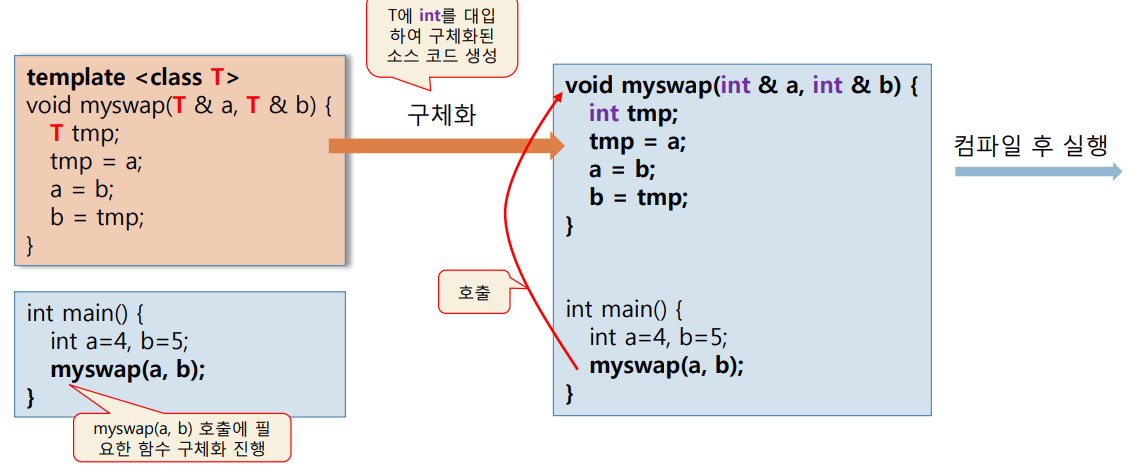 T에 int를 대입
하여 구체화된
소스 코드 생성
template <class T>
void myswap(T & a, T & b) {
T tmp;
tmp = a;
a = b;
b = tmp;
}
구체화
void myswap(int & a, int & b) {
int tmp;
tmp = a;
a = b;
b = tmp;
}
컴파일 후 실행
호출
int main() {
int a=4, b=5;
myswap(a, b);
}
myswap(a, b) 호출에 필
요한 함수 구체화 진행
int main() {
int a=4, b=5;
myswap(a, b);
}